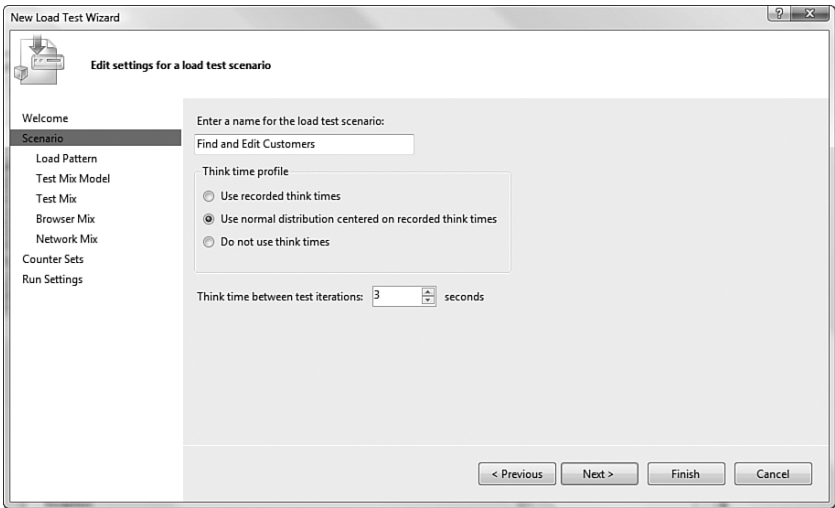 New Load Test Wizard
Edit settings for a load test scenario
Welcome
Scenario
Load Pattern
Test Mix Model
Test Mix
Browser Mix
Network Mix
Counter Sets
Run Settings
Enter a name for the load test scenario:
Find and Edit Customers
Think time profile
Use recorded think times
Use normal distribution centered on recorded think times
Do not use think times
Think time between test iterations: 3 seconds
< Previous Next > Finish Cancel